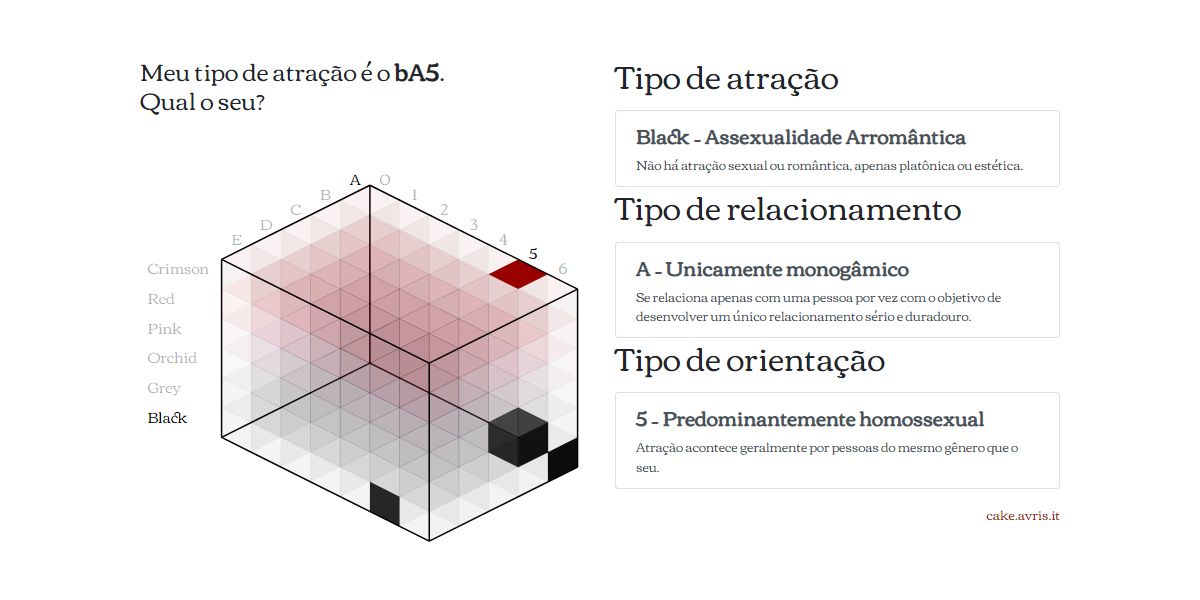 Meu tipo de atração é o bA5.
Qual o seu?
A
B
C
D
E
O
1
2
3
4
5
6
Crimson
Red
Pink
Orchid
Grey
Black
Tipo de atração
Black - Assexualidade Arromântica
Não há atração sexual ou romântica, apenas platônica ou estética.
Tipo de relacionamento
A - Unicamente monogâmico
Se relaciona apenas com uma pessoa por vez com o objetivo de
desenvolver um único relacionamento sério e duradouro.
Tipo de orientação
5 - Predominantemente homossexual
Atração acontece geralmente por pessoas do mesmo gênero que o
seu.
cake.avris.it